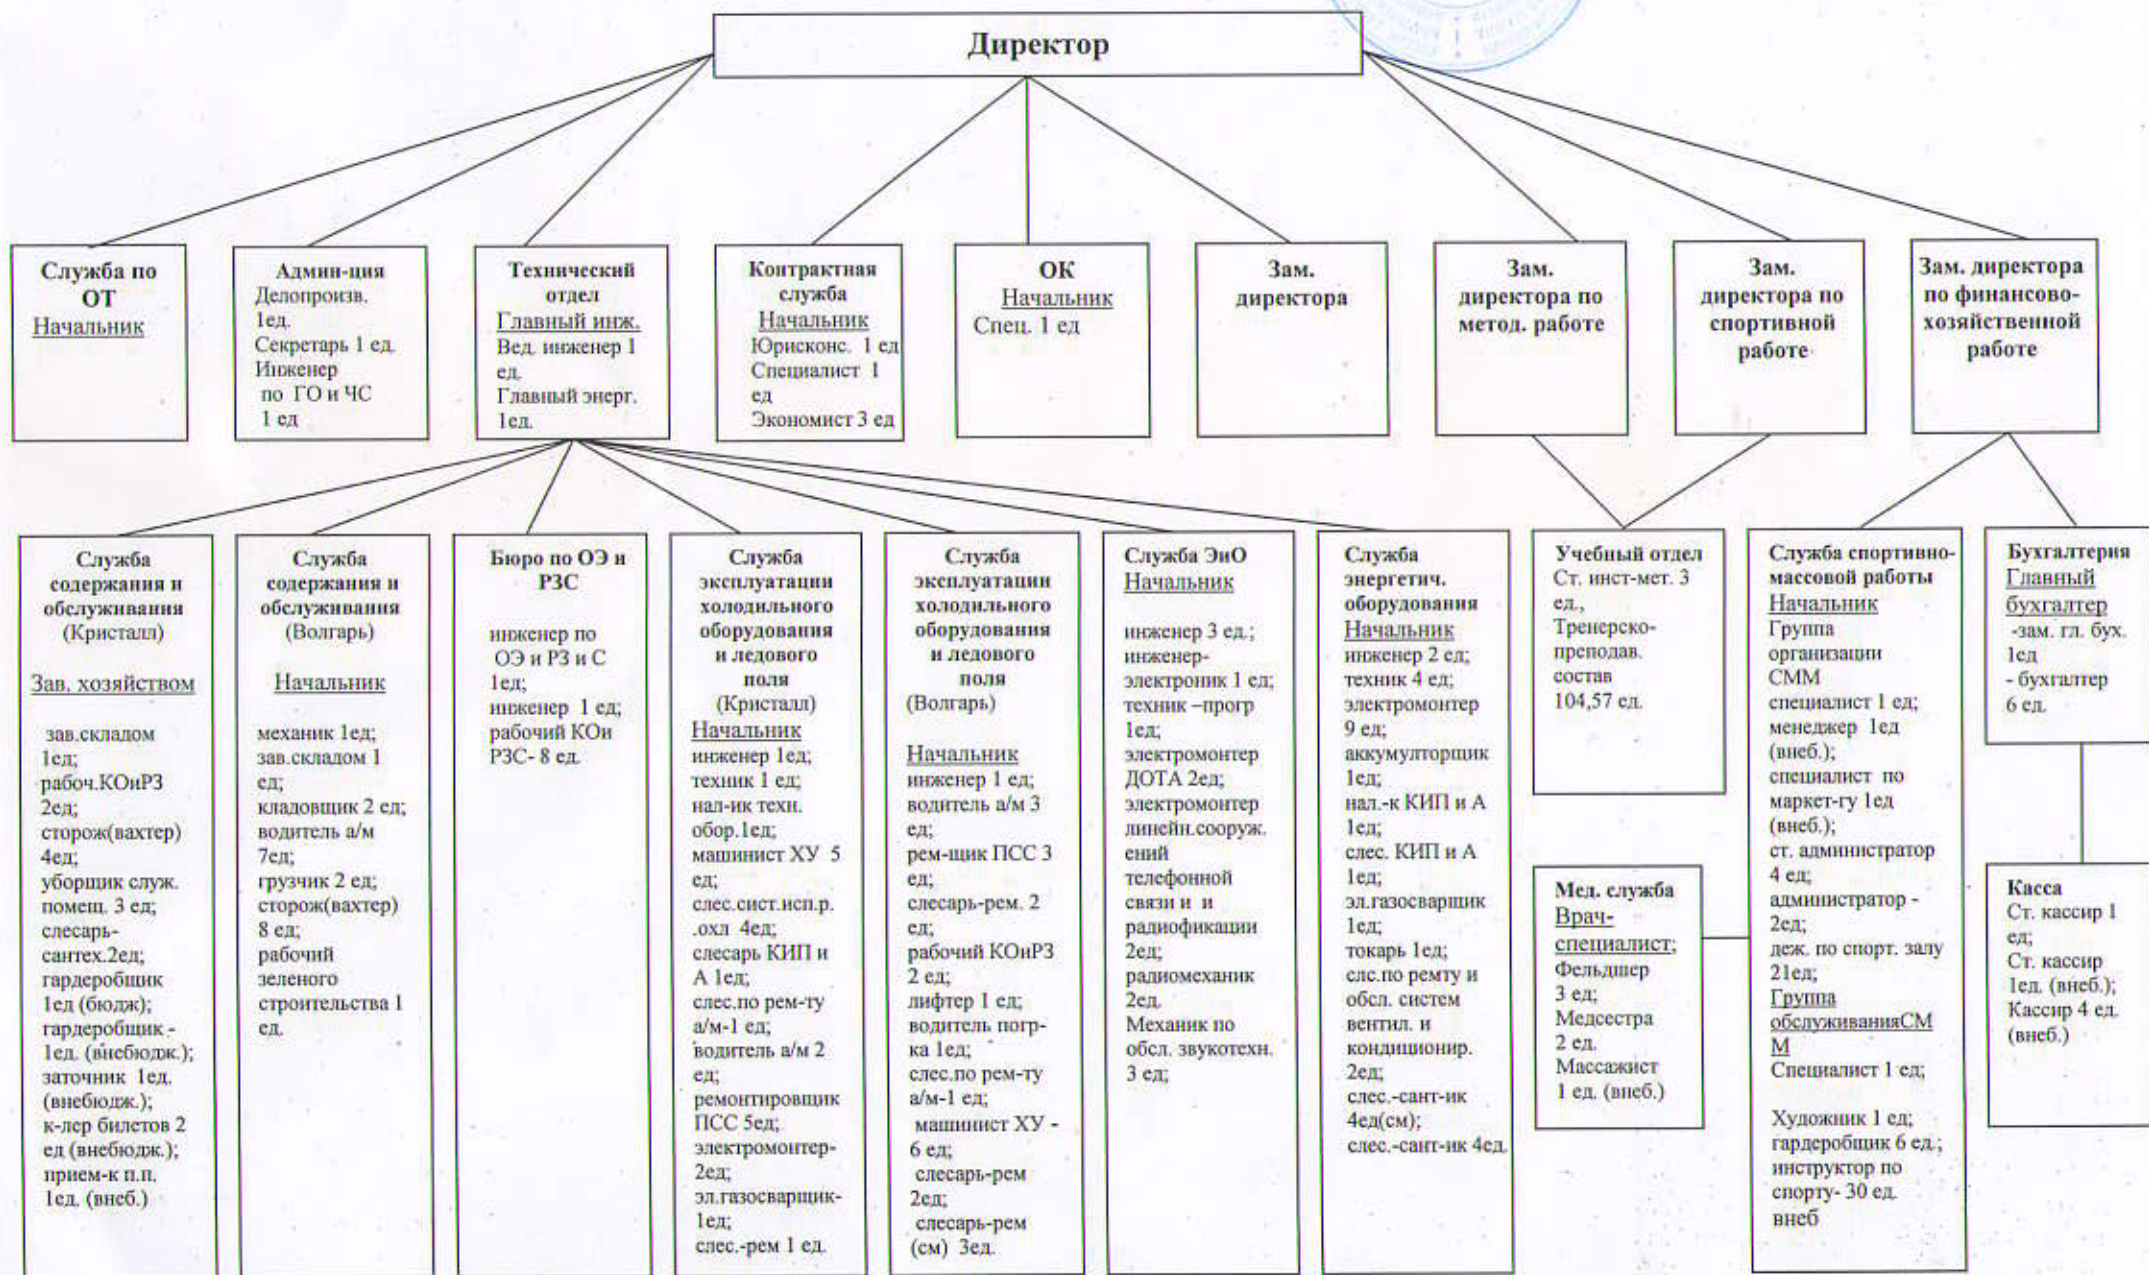 Директор
Служба по
ОТ
Начальник
Админ-ция
Делопроизв.
1ед.
Секретарь 1 ед.
Инженер
по ГО и ЧС
1 ед
Технический
отдел
Главный инж.
Вед. инженер 1
ед.
Главный энерг.
1ед.
Контрактная
служба
Начальник
Юрисконс. 1 ед
Специалист 1
ед
Экономист 3 ед
ОК
Начальник
Спец. 1 ед
Зам.
директора
Зам.
директора по
метод. работе
Зам.
директора по
спортивной
работе
Зам. директора
по финансово-
хозяйственной
работе
Служба
содержания и
обслуживания
(Кристалл)
Зав. хозяйством
зав.складом
1ед;
рабоч.КОиРЗ
2ед;
сторож(вахтер)
4ед;
уборщик служ.
помещ. 3 ед;
слесарь-
сантех.2ед;
гардеробщик
1ед (бюдж);
гардеробщик -
1ед. (внебюдж.);
заточник 1ед.
(внебюдж.);
к-лер билетов 2
ед (внебюдж.);
прием-к п.п.
1ед. (внеб.)
Служба
содержания и
обслуживания
(Волгарь)
Начальник
механик 1ед;
зав.складом 1
ед;
кладовщик 2 ед;
водитель а/м
7ед;
грузчик 2 ед;
сторож(вахтер)
8 ед;
рабочий
зеленого
строительства 1
ед.
Бюро по ОЭ и
РЗС
инженер по
ОЭ и РЗ и С
1ед;
инженер 1 ед;
рабочий КОи
РЗС- 8 ед.
Служба
эксплуатации
холодильного
оборудования
и ледового
поля
(Кристалл)
Начальник
инженер 1ед;
техник 1 ед;
нал-ик техн.
обор.1ед;
машинист ХУ 5
ед;
слес.сист.исп.р.
.охл 4ед;
слесарь КИП и
А 1ед;
слес.по рем-ту
а/м-1 ед;
водитель а/м 2
ед;
ремонтировщик
ПСС 5ед;
электромонтер-
2ед;
эл.газосварщик-
1ед;
слес.-рем 1 ед.
Служба
эксплуатации
холодильного
оборудования
и ледового
поля
(Волгарь)
Начальник
инженер 1 ед;
водитель а/м 3
ед;
рем-щик ПСС 3
ед;
слесарь-рем. 2
ед;
рабочий КОиРЗ
2 ед;
лифтер 1 ед;
водитель погр-
ка 1ед;
слес.по рем-ту
а/м-1 ед;
машинист ХУ -
6 ед;
слесарь-рем
2ед;
слесарь-рем
(см) 3ед.
Служба ЭиО
Начальник
инженер 3 ед.;
инженер-
электроник 1 ед;
техник –прогр
1ед;
электромонтер
ДОТА 2ед;
электромонтер
линейн.сооруж.
ений
телефонной
связи и и
радиофикации
2ед;
радиомеханик
2ед.
Механик по
обсл. звукотехн.
3 ед;
Служба
энергетич.
оборудования
Начальник
инженер 2 ед;
техник 4 ед;
электромонтер
9 ед;
аккумулторщик
1ед;
нал.-к КИП и А
1ед;
слес. КИП и А
1ед;
эл.газосварщик
1ед;
токарь 1ед;
слс.по ремту и
обсл. систем
вентил. и
кондиционир.
2ед;
слес.-сант-ик
4ед(см);
слес.-сант-ик 4ед.
Учебный отдел
Ст. инст-мет. 3
ед.,
Тренерско-
преподав.
состав
104,57 ед.
Мед. служба
Врач-
специалист;
Фельдшер
3 ед;
Медсестра
2 ед.
Массажист
1 ед. (внеб.)
Служба спортивно-
массовой работы
Начальник
Группа
организации
СММ
специалист 1 ед;
менеджер 1ед
(внеб.);
специалист по
маркет-гу 1ед
(внеб.);
ст. администратор
4 ед;
администратор -
2ед;
деж. по спорт. залу
21ед;
Группа
обслуживанияСМ
М
Специалист 1 ед;
Художник 1 ед;
гардеробщик 6 ед.;
инструктор по
спорту- 30 ед.
внеб
Бухгалтерия
Главный
бухгалтер
-зам. гл. бух.
1ед
- бухгалтер
6 ед.
Касса
Ст. кассир 1
ед;
Ст. кассир
1ед. (внеб.);
Кассир 4 ед.
(внеб.)